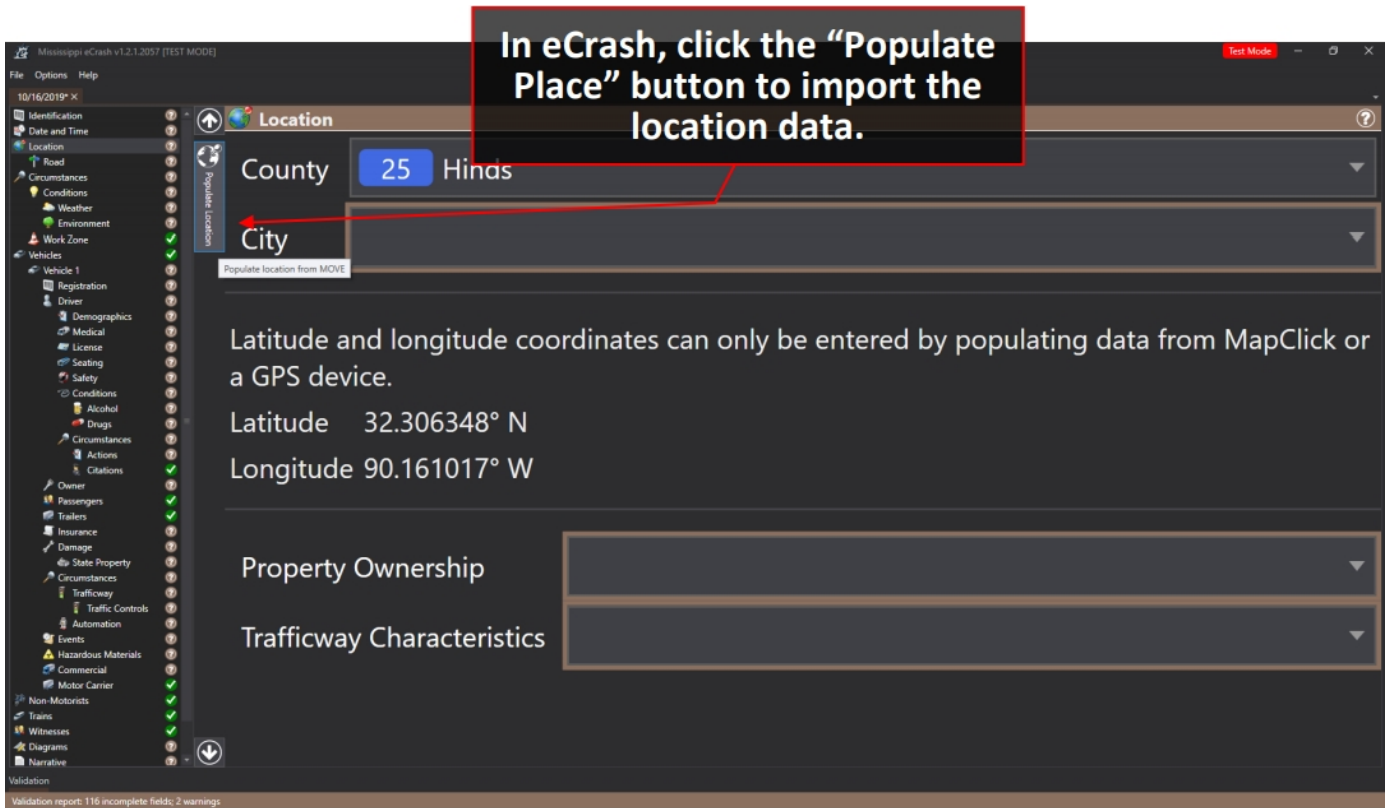 In eCrash, click the “Populate
Place” button to import the
location data.
Mississippi eCrash v1.2.1.2057 [TEST MODE]
Test Mode
File Options Help
10/16/2019*
Identification
Date and Time
Location
Road
Circumstances
Conditions
Weather
Environment
Work Zone
Vehicles
Vehicle 1
Registration
Driver
Demographics
Medical
License
Seating
Safety
Conditions
Alcohol
Drugs
Circumstances
Actions
Citations
Owner
Passengers
Trailers
Insurance
Damage
State Property
Circumstances
Trafficway
Traffic Controls
Automation
Events
Hazardous Materials
Commercial
Motor Carrier
Non-Motorists
Trains
Witnesses
Diagrams
Narrative
Location
Populate Location
County 25 Hinds
City
Populate location from MOVE
Latitude and longitude coordinates can only be entered by populating data from MapClick or
a GPS device.
Latitude 32.306348° N
Longitude 90.161017° W
Property Ownership
Trafficway Characteristics
Validation
Validation report: 116 incomplete fields; 2 warnings